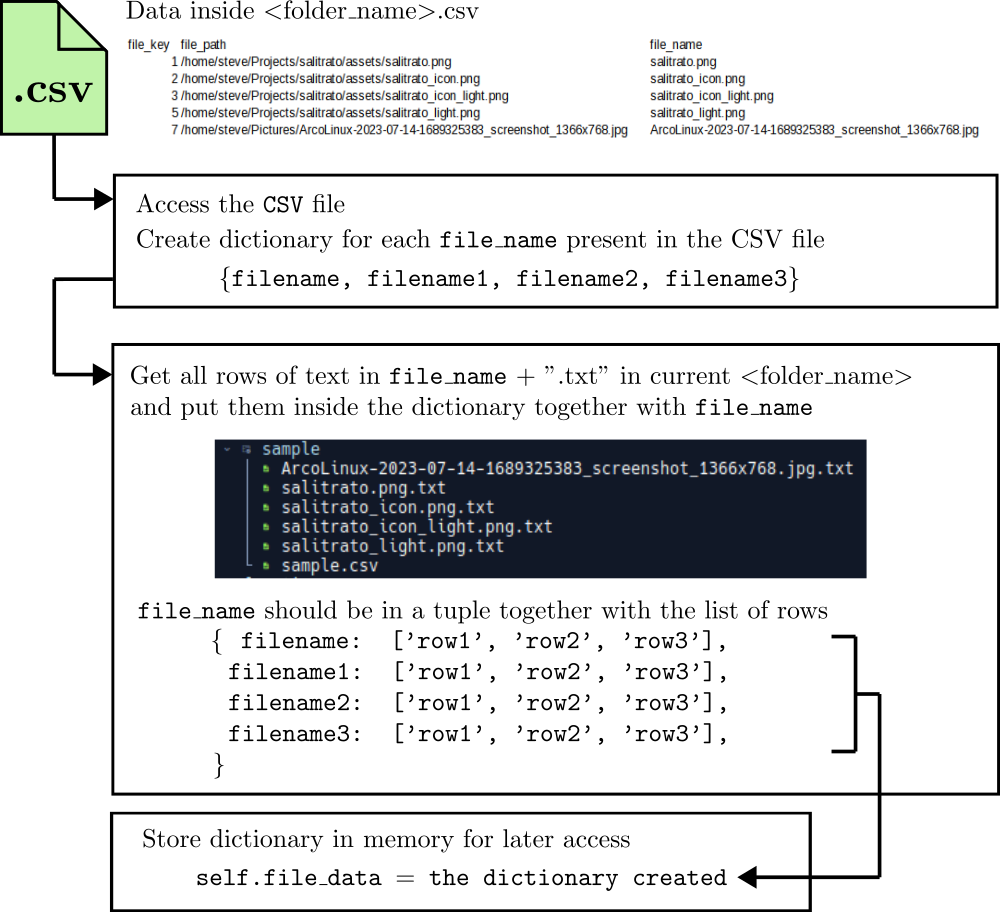 Data inside <folder_name>.csv
.csv
file_key file_path file_name
1 /home/steve/Projects/salitrato/assets/salitrato.png salitrato.png
2 /home/steve/Projects/salitrato/assets/salitrato_icon.png salitrato_icon.png
3 /home/steve/Projects/salitrato/assets/salitrato_icon_light.png salitrato_icon_light.png
5 /home/steve/Projects/salitrato/assets/salitrato_light.png salitrato_light.png
7 /home/steve/Pictures/ArcoLinux-2023-07-14-1689325383_screenshot_1366x768.jpg ArcoLinux-2023-07-14-1689325383_screenshot_1366x768.jpg
Access the CSV file
Create dictionary for each file_name present in the CSV file
{filename, filename1, filename2, filename3}
Get all rows of text in file_name + ".txt" in current <folder_name>
and put them inside the dictionary together with file_name
sample
ArcoLinux-2023-07-14-1689325383_screenshot_1366x768.jpg.txt
salitrato.png.txt
salitrato_icon.png.txt
salitrato_icon_light.png.txt
salitrato_light.png.txt
sample.csv
file_name should be in a tuple together with the list of rows
{ filename: ['row1', 'row2', 'row3'],
filename1: ['row1', 'row2', 'row3'],
filename2: ['row1', 'row2', 'row3'],
filename3: ['row1', 'row2', 'row3'],
}
Store dictionary in memory for later access
self.file_data = the dictionary created